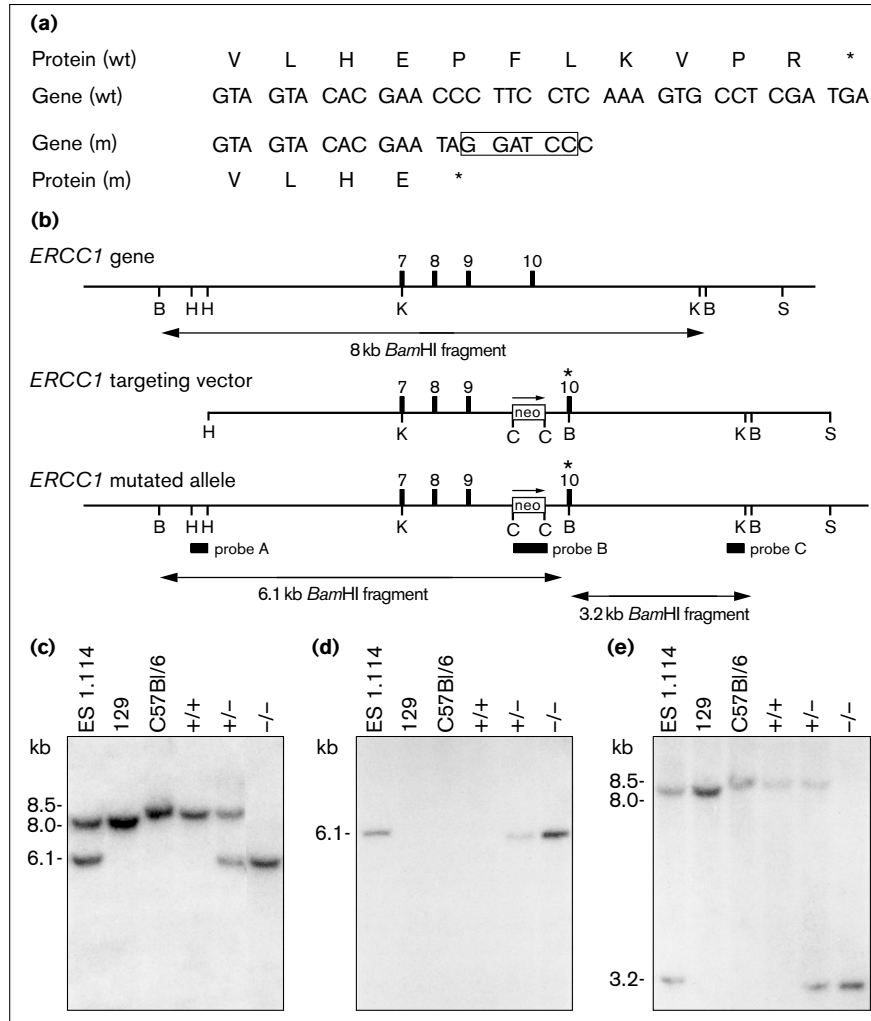 (a)
Protein (wt) V L H E P F L K V P R *
Gene (wt) GTA GTA CAC GAA CCC TTC CTC AAA GTG CCT CGA TGA
Gene (m) GTA GTA CAC GAA TAG GAT CCC
Protein (m) V L H E *
(b)
ERCC1 gene
7 8 9 10
B H H K K B S
8 kb BamHI fragment
ERCC1 targeting vector
*
7 8 9 neo 10
H K C C B K B S
ERCC1 mutated allele
*
7 8 9 neo 10
B H H K C C B K B S
probe A probe B probe C
6.1 kb BamHI fragment
3.2 kb BamHI fragment
(c)
ES 1.114 129 C57Bl/6 +/+ +/– –/–
kb
8.5-
8.0-
6.1-
(d)
ES 1.114 129 C57Bl/6 +/+ +/– –/–
kb
6.1-
(e)
ES 1.114 129 C57Bl/6 +/+ +/– –/–
kb
8.5-
8.0-
3.2-